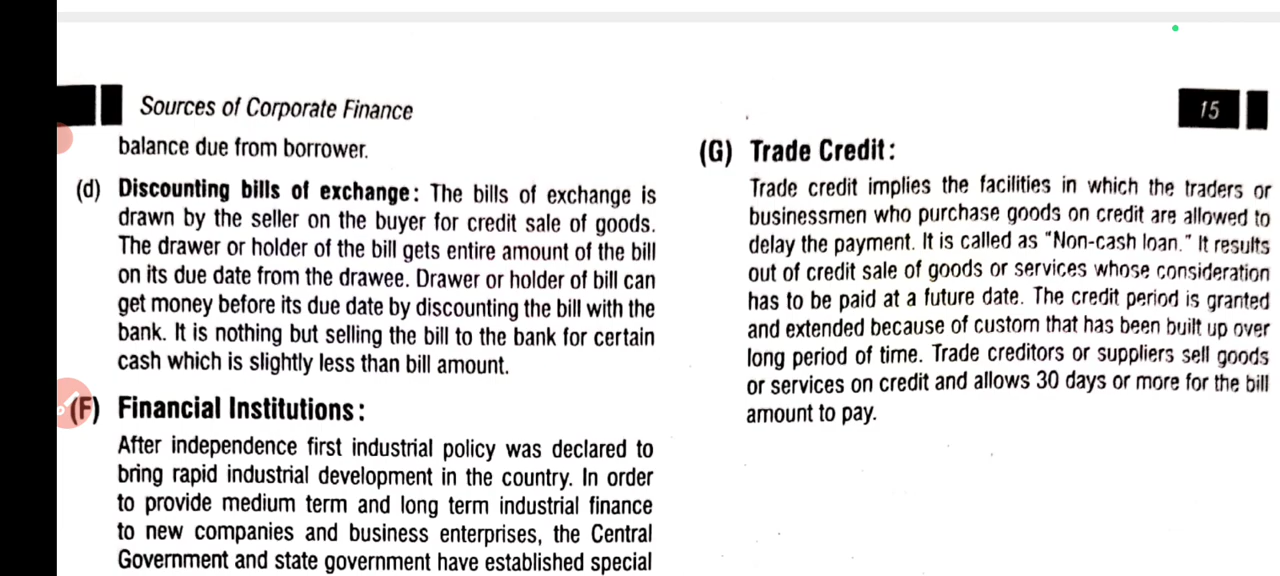 Sources of Corporate Finance
15
balance due from borrower.
(d) Discounting bills of exchange: The bills of exchange is
drawn by the seller on the buyer for credit sale of goods.
The drawer or holder of the bill gets entire amount of the bill
on its due date from the drawee. Drawer or holder of bill can
get money before its due date by discounting the bill with the
bank. It is nothing but selling the bill to the bank for certain
cash which is slightly less than bill amount.
(F) Financial Institutions:
After independence first industrial policy was declared to
bring rapid industrial development in the country. In order
to provide medium term and long term industrial finance
to new companies and business enterprises, the Central
Government and state government have established special
(G) Trade Credit:
Trade credit implies the facilities in which the traders or
businessmen who purchase goods on credit are allowed to
delay the payment. It is called as "Non-cash loan." It results
out of credit sale of goods or services whose consideration
has to be paid at a future date. The credit period is granted
and extended because of custom that has been built up over
long period of time. Trade creditors or suppliers sell goods
or services on credit and allows 30 days or more for the bill
amount to pay.